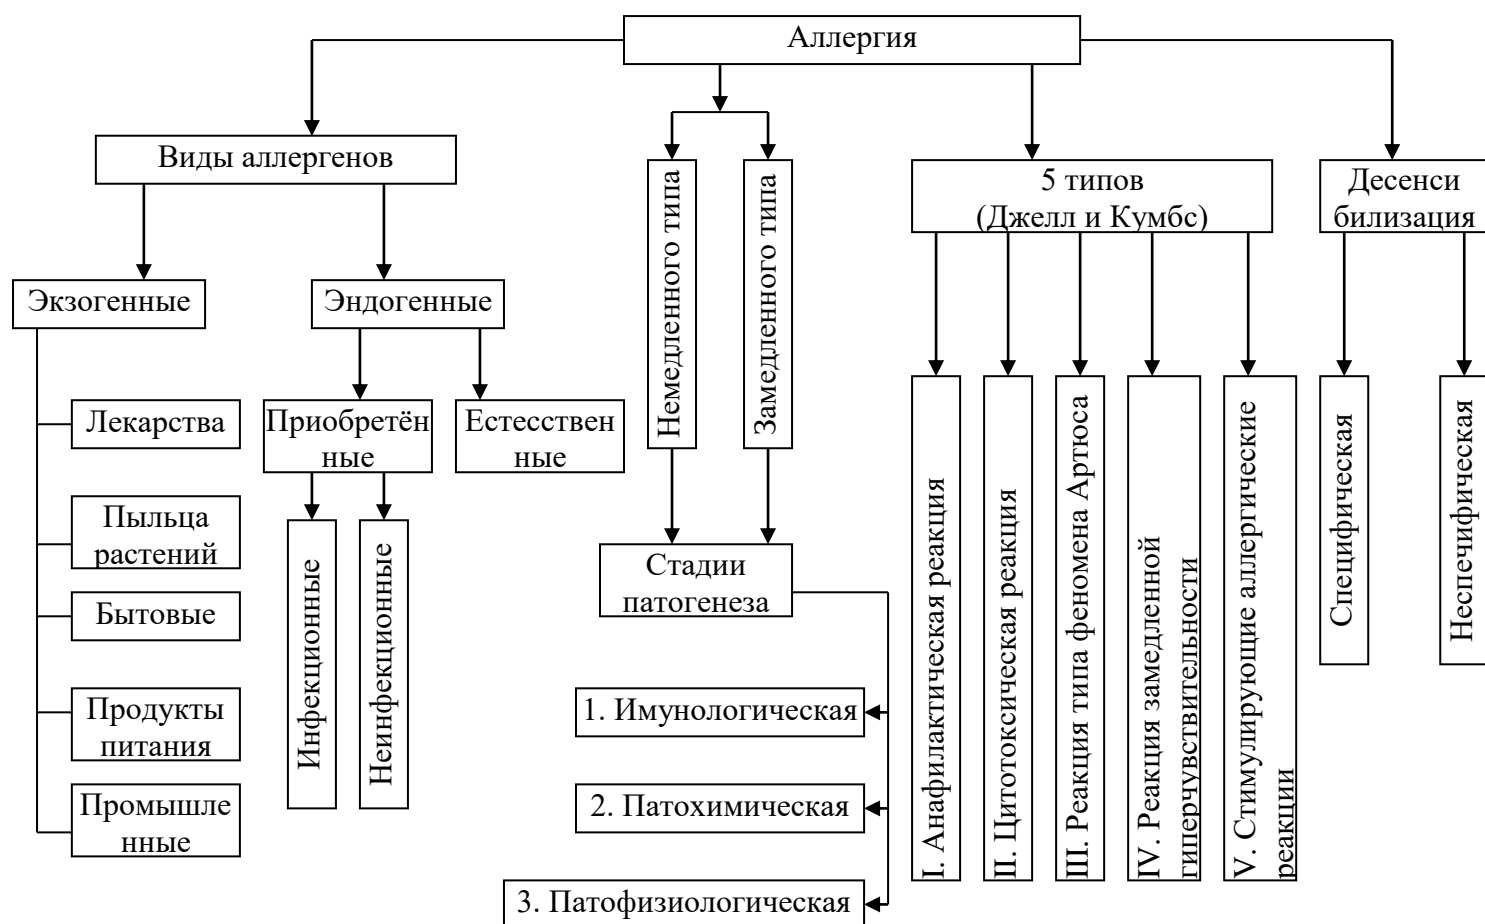 Аллергия
Виды аллергенов
Экзогенные
Лекарства
Пыльца
растений
Бытовые
Продукты
питания
Промышле
нные
Эндогенные
Приобретён
ные
Инфекционные
Неинфекционные
Естесствен
ные
Немедленного типа
Замедленного типа
Стадии
патогенеза
1. Имунологическая
2. Патохимическая
3. Патофизиологическая
5 типов
(Джелл и Кумбс)
I. Анафилактическая реакция
II. Цитотоксическая реакция
III. Реакция типа феномена Артюса
IV. Реакция замедленной
гиперчувствительности
V. Стимулирующие аллергические
реакции
Десенси
билизация
Специфическая
Неспечифическая